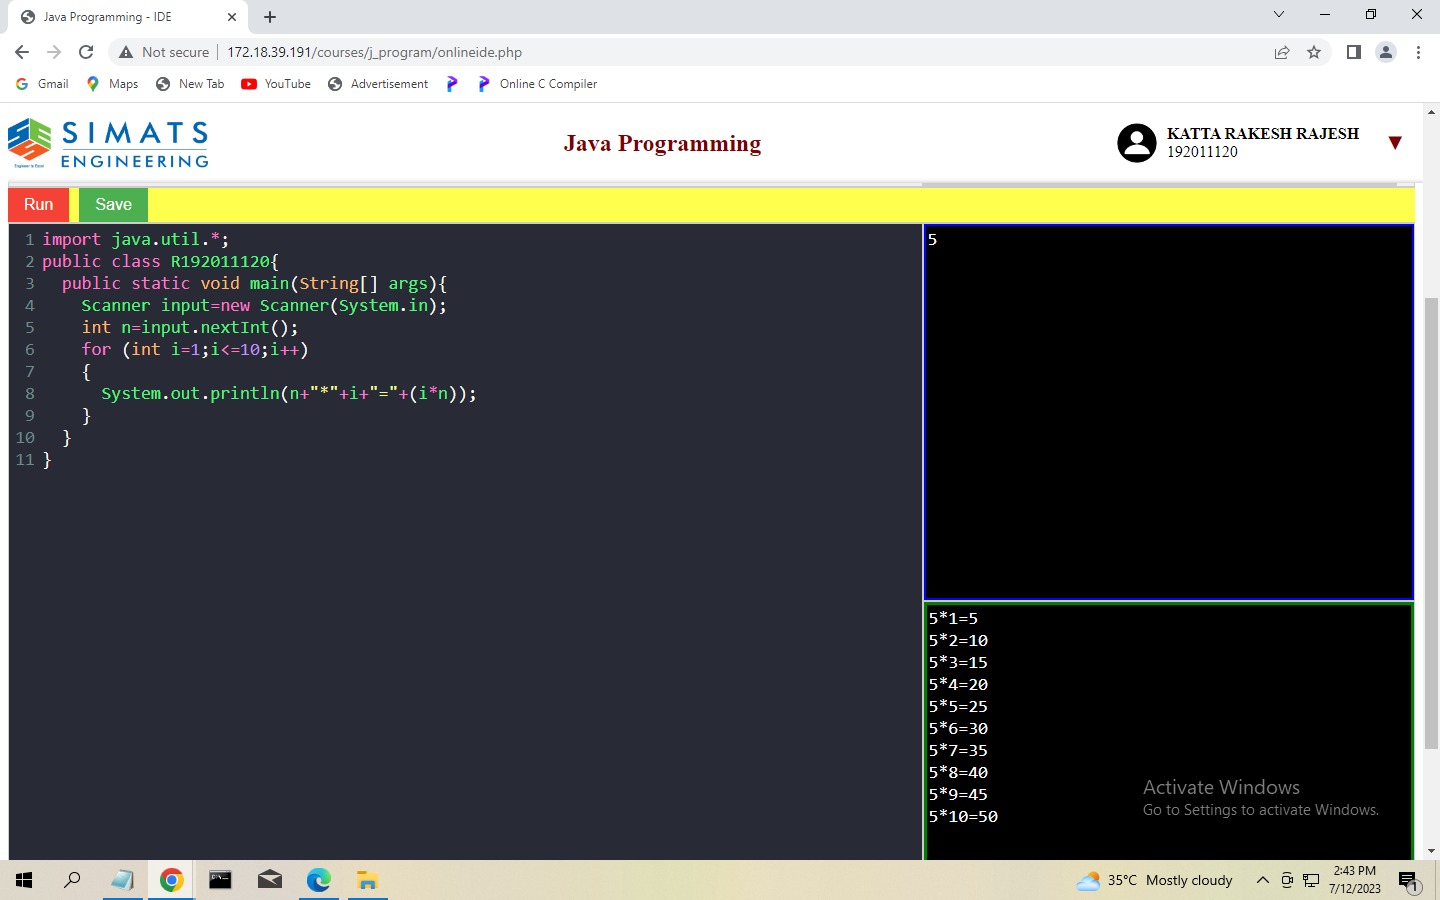 Java Programming - IDE
Not secure | 172.18.39.191/courses/j_program/onlineide.php
Gmail Maps New Tab YouTube Advertisement Online C Compiler
SIMATS
ENGINEERING
Java Programming
KATTA RAKESH RAJESH
192011120
Run Save
1 import java.util.*;
2 public class R192011120{
3   public static void main(String[] args){
4     Scanner input=new Scanner(System.in);
5     int n=input.nextInt();
6     for (int i=1;i<=10;i++)
7     {
8       System.out.println(n+"*"+i+"="+(i*n));
9     }
10   }
11 }
5
5*1=5
5*2=10
5*3=15
5*4=20
5*5=25
5*6=30
5*7=35
5*8=40
5*9=45
5*10=50
Activate Windows
Go to Settings to activate Windows.
35°C Mostly cloudy
2:43 PM
7/12/2023
1